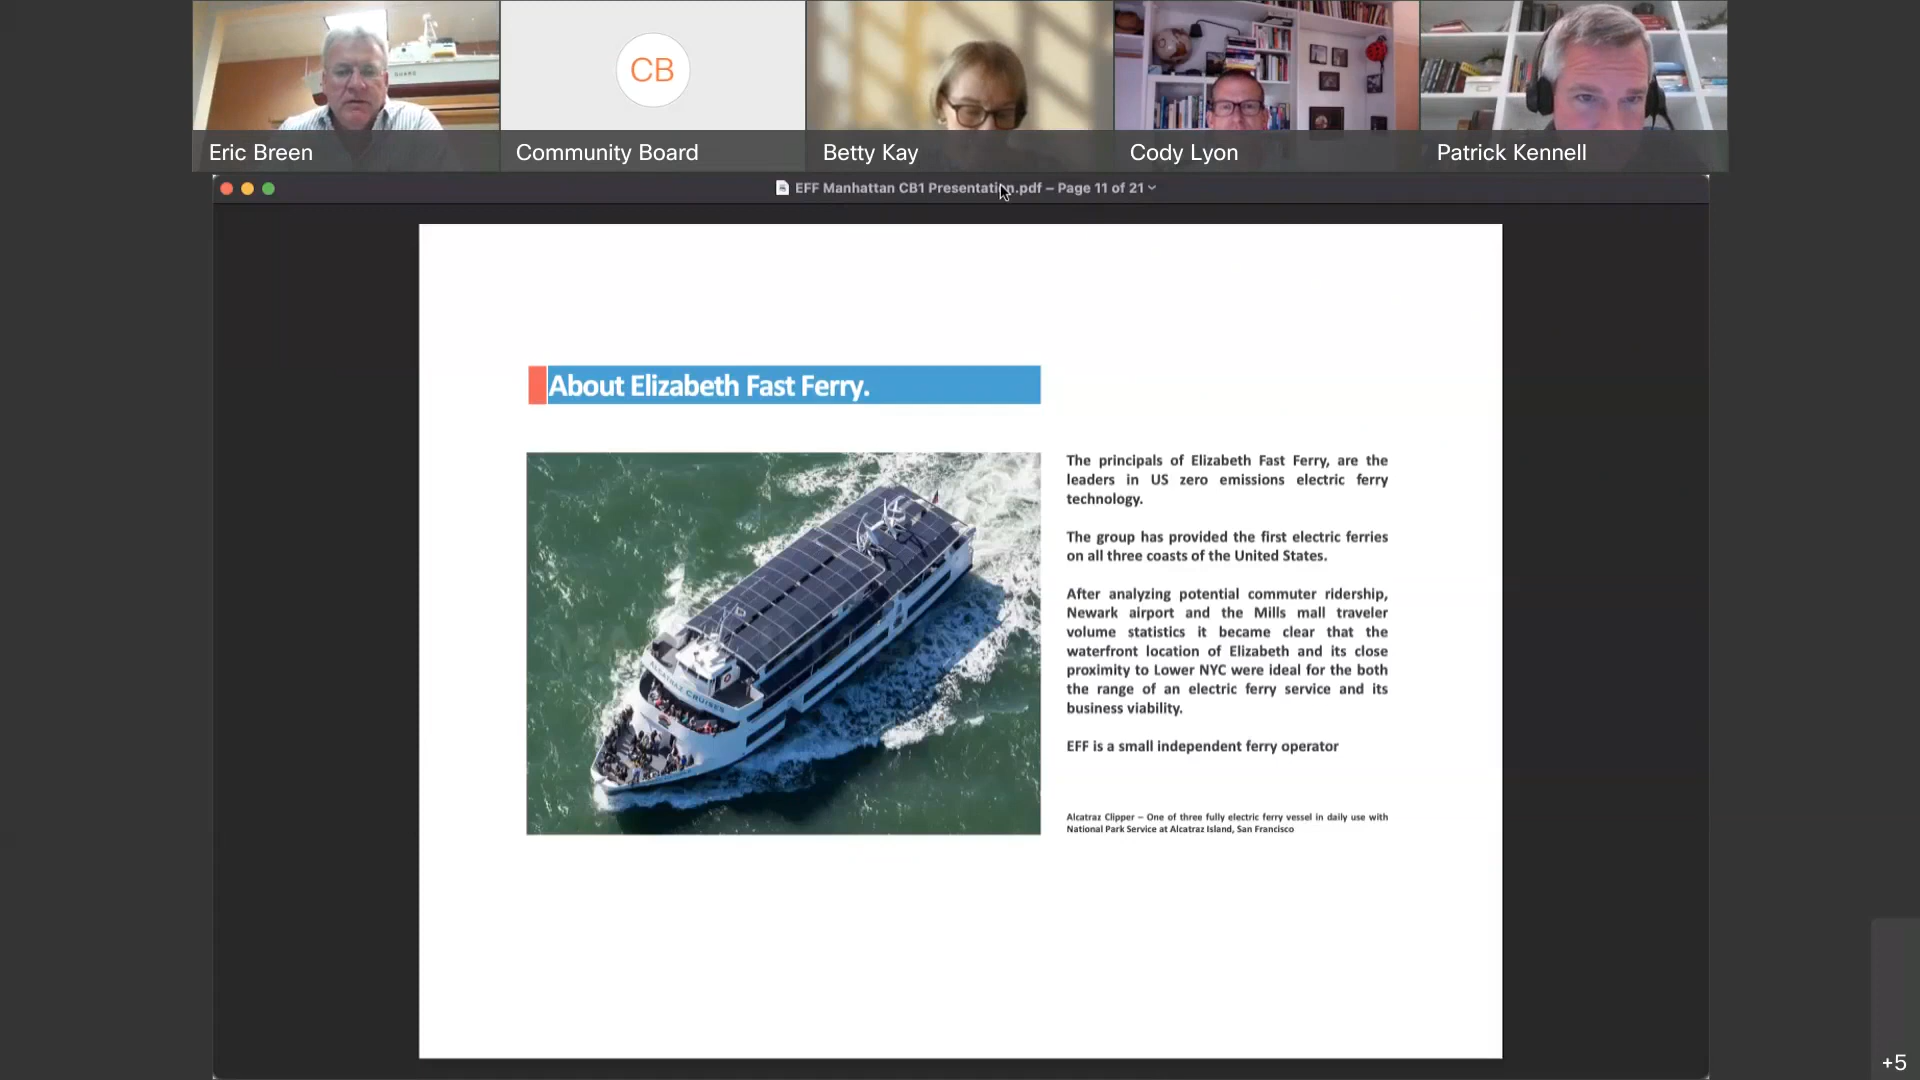 Eric Breen
CB
Community Board
Betty Kay
Cody Lyon
Patrick Kennell
EFF Manhattan CB1 Presentation.pdf – Page 11 of 21
About Elizabeth Fast Ferry.
The principals of Elizabeth Fast Ferry, are the
leaders in US zero emissions electric ferry
technology.
The group has provided the first electric ferries
on all three coasts of the United States.
After analyzing potential commuter ridership,
Newark airport and the Mills mall traveler
volume statistics it became clear that the
waterfront location of Elizabeth and its close
proximity to Lower NYC were ideal for the both
the range of an electric ferry service and its
business viability.
EFF is a small independent ferry operator
ALCATRAZ CRUISES
Alcatraz Clipper – One of three fully electric ferry vessel in daily use with
National Park Service at Alcatraz Island, San Francisco
+5